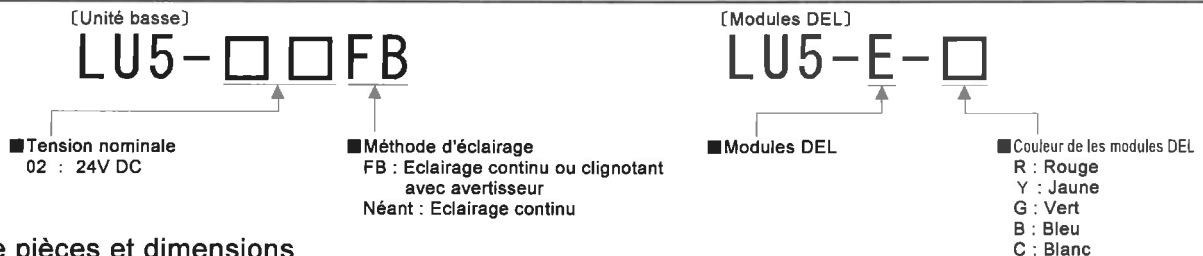 〔Unité basse〕
LU5-□□FB
■Tension nominale
02 : 24V DC
■Méthode d'éclairage
FB : Eclairage continu ou clignotant
avec avertisseur
Néant : Eclairage continu
〔Modules DEL〕
LU5-E-□
■Modules DEL
■Couleur de les modules DEL
R : Rouge
Y : Jaune
G : Vert
B : Bleu
C : Blanc
e pièces et dimensions